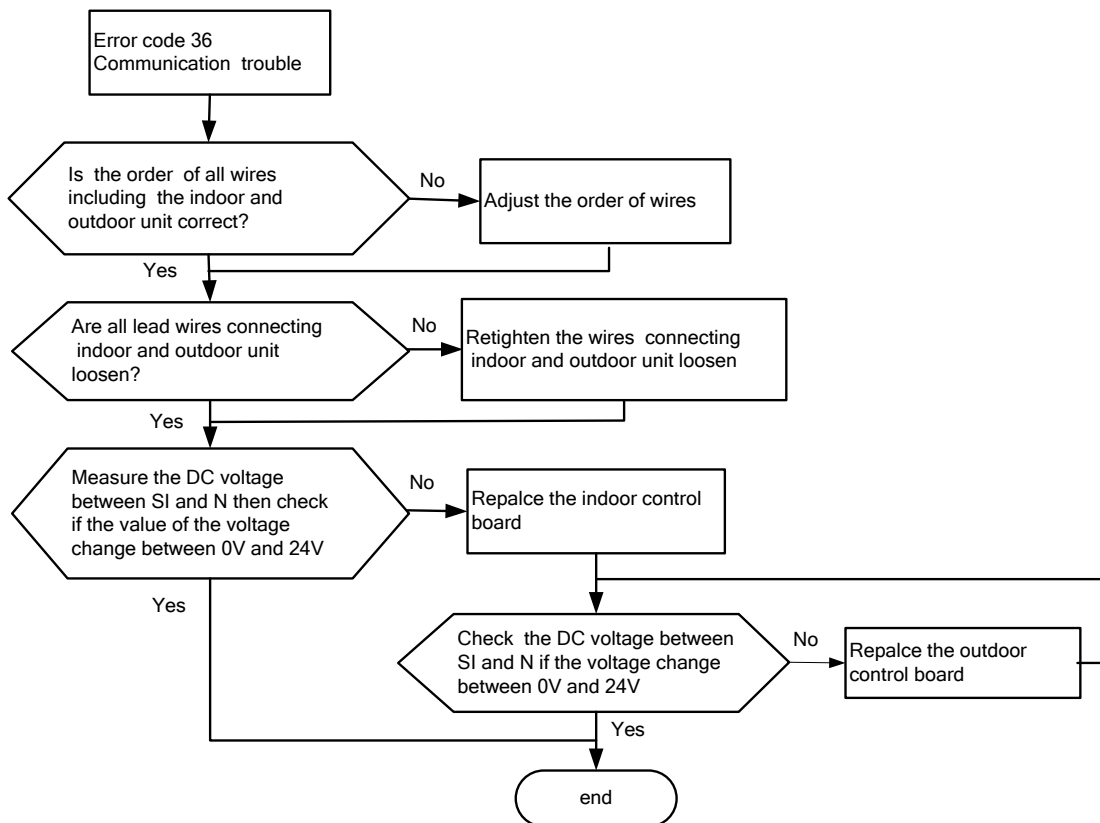 Error code 36
Communication trouble
Is the order of all wires
including the indoor and
outdoor unit correct?
No
Adjust the order of wires
Yes
Are all lead wires connecting
indoor and outdoor unit
loosen?
No
Retighten the wires connecting
indoor and outdoor unit loosen
Yes
Measure the DC voltage
between SI and N then check
if the value of the voltage
change between 0V and 24V
No
Repalce the indoor control
board
Yes
Check the DC voltage between
SI and N if the voltage change
between 0V and 24V
No
Repalce the outdoor
control board
Yes
end